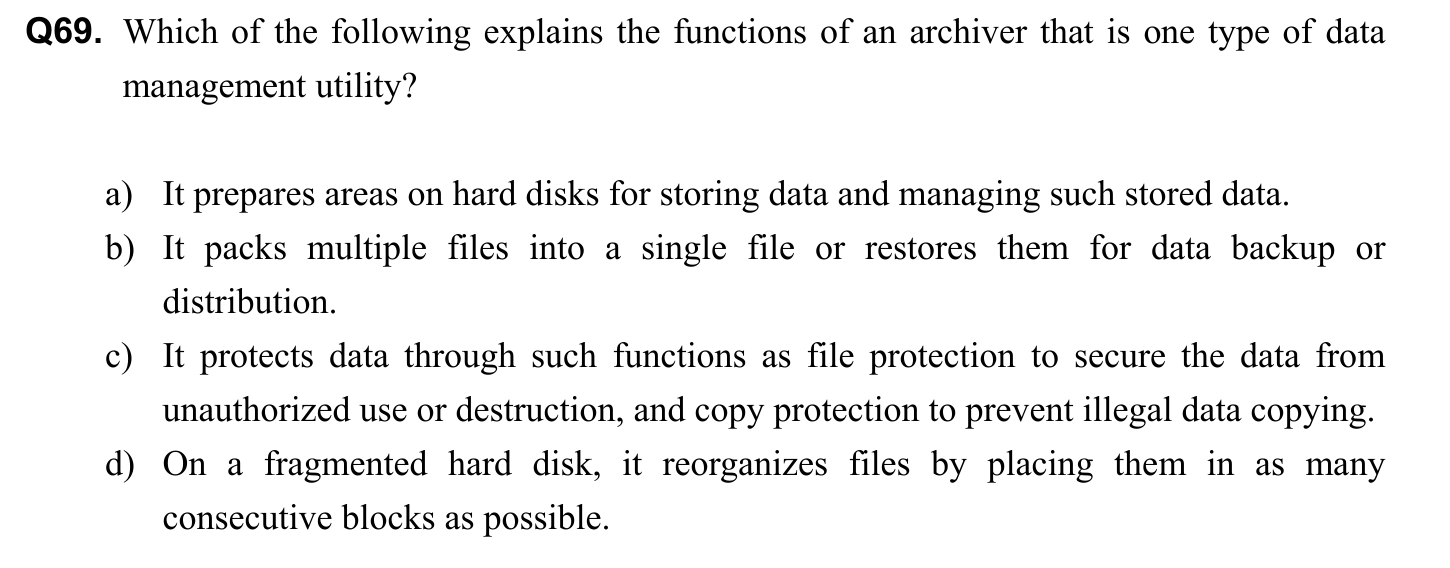 Q69. Which of the following explains the functions of an archiver that is one type of data
management utility?
a) It prepares areas on hard disks for storing data and managing such stored data.
b) It packs multiple files into a single file or restores them for data backup or
distribution.
c) It protects data through such functions as file protection to secure the data from
unauthorized use or destruction, and copy protection to prevent illegal data copying.
d) On a fragmented hard disk, it reorganizes files by placing them in as many
consecutive blocks as possible.